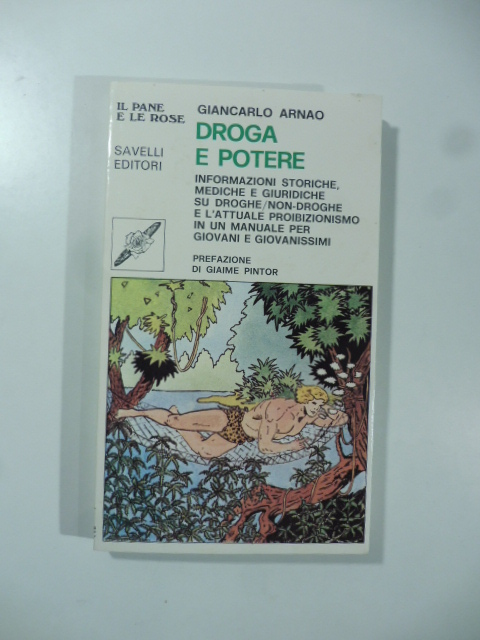 IL PANE
E LE ROSE
SAVELLI
EDITORI
GIANCARLO ARNAO
DROGA
E POTERE
INFORMAZIONI STORICHE,
MEDICHE E GIURIDICHE
SU DROGHE/NON-DROGHE
E L'ATTUALE PROIBIZIONISMO
IN UN MANUALE PER
GIOVANI E GIOVANISSIMI
PREFAZIONE
DI GIAIME PINTOR